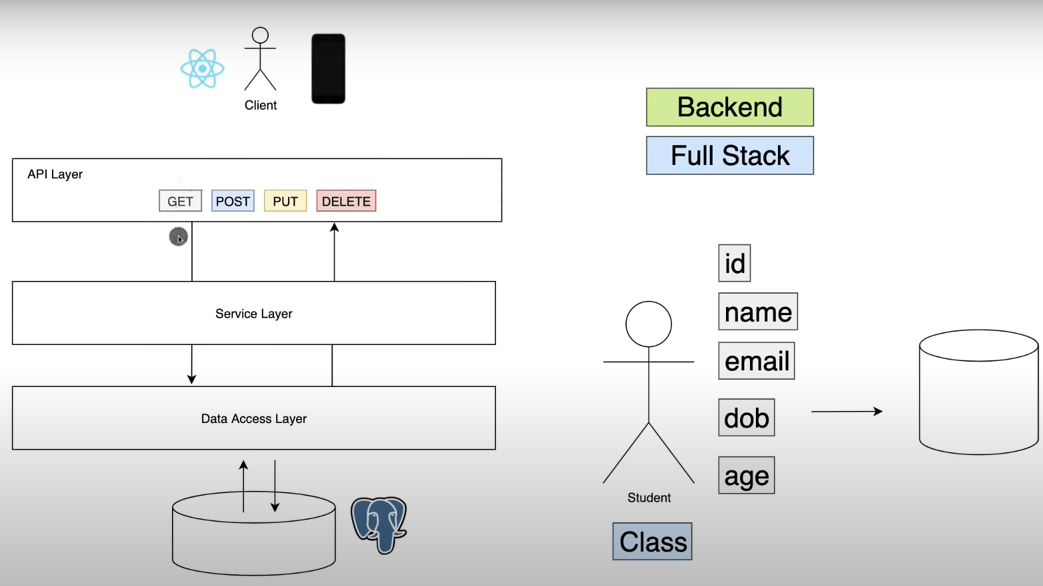 Client
API Layer
GET POST PUT DELETE
Service Layer
Data Access Layer
Backend
Full Stack
id
name
email
dob
age
Student
Class